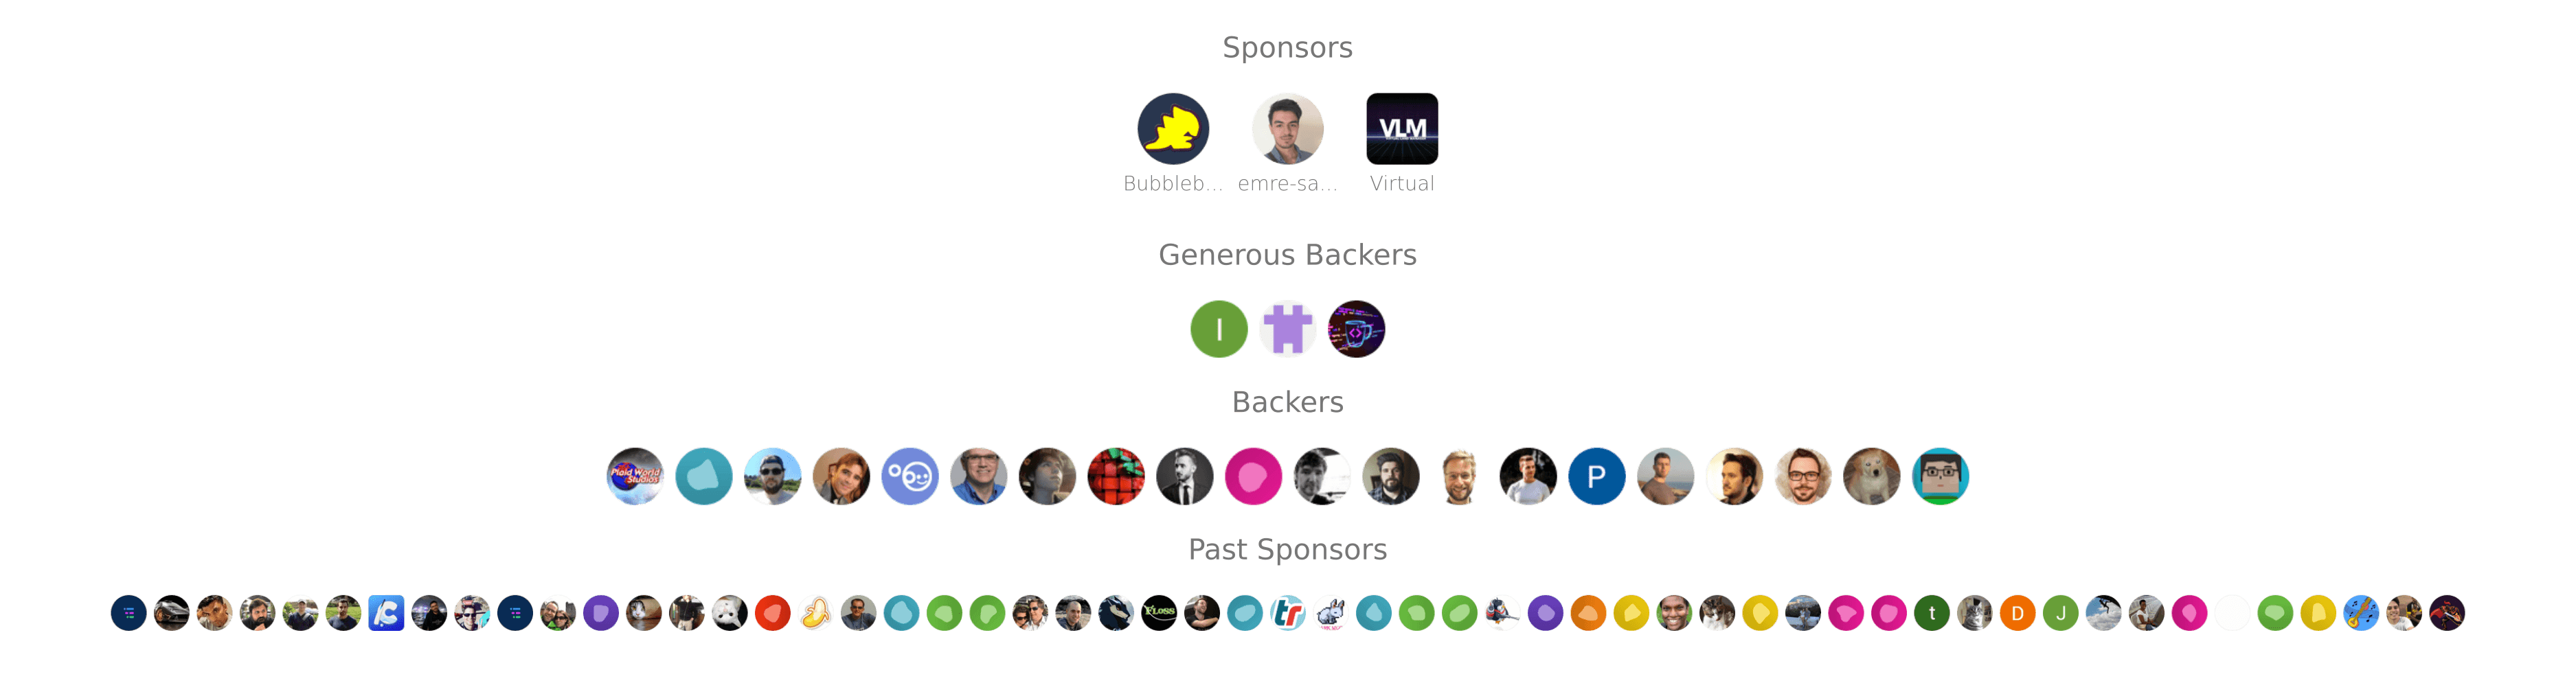 Sponsors
VLM
Bubbleb... emre-sa... Virtual
Generous Backers
I
Backers
Plaid World
Studios
P
Past Sponsors
C
FLOSS
tr
t
D
J